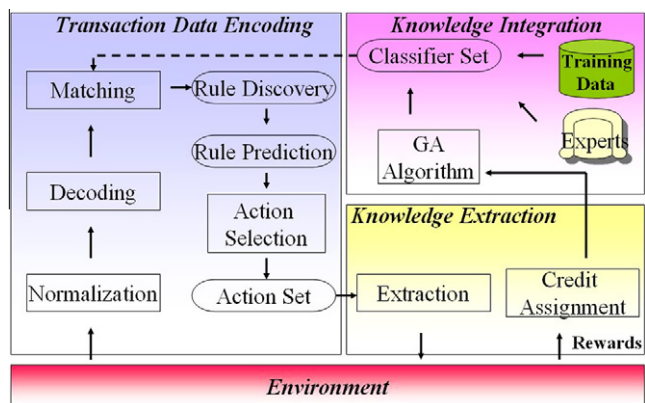 Transaction Data Encoding
Matching
Rule Discovery
Rule Prediction
Decoding
Action
Selection
Normalization
Action Set
Knowledge Integration
Classifier Set
Training
Data
GA
Algorithm
Experts
Knowledge Extraction
Extraction
Credit
Assignment
Rewards
Environment